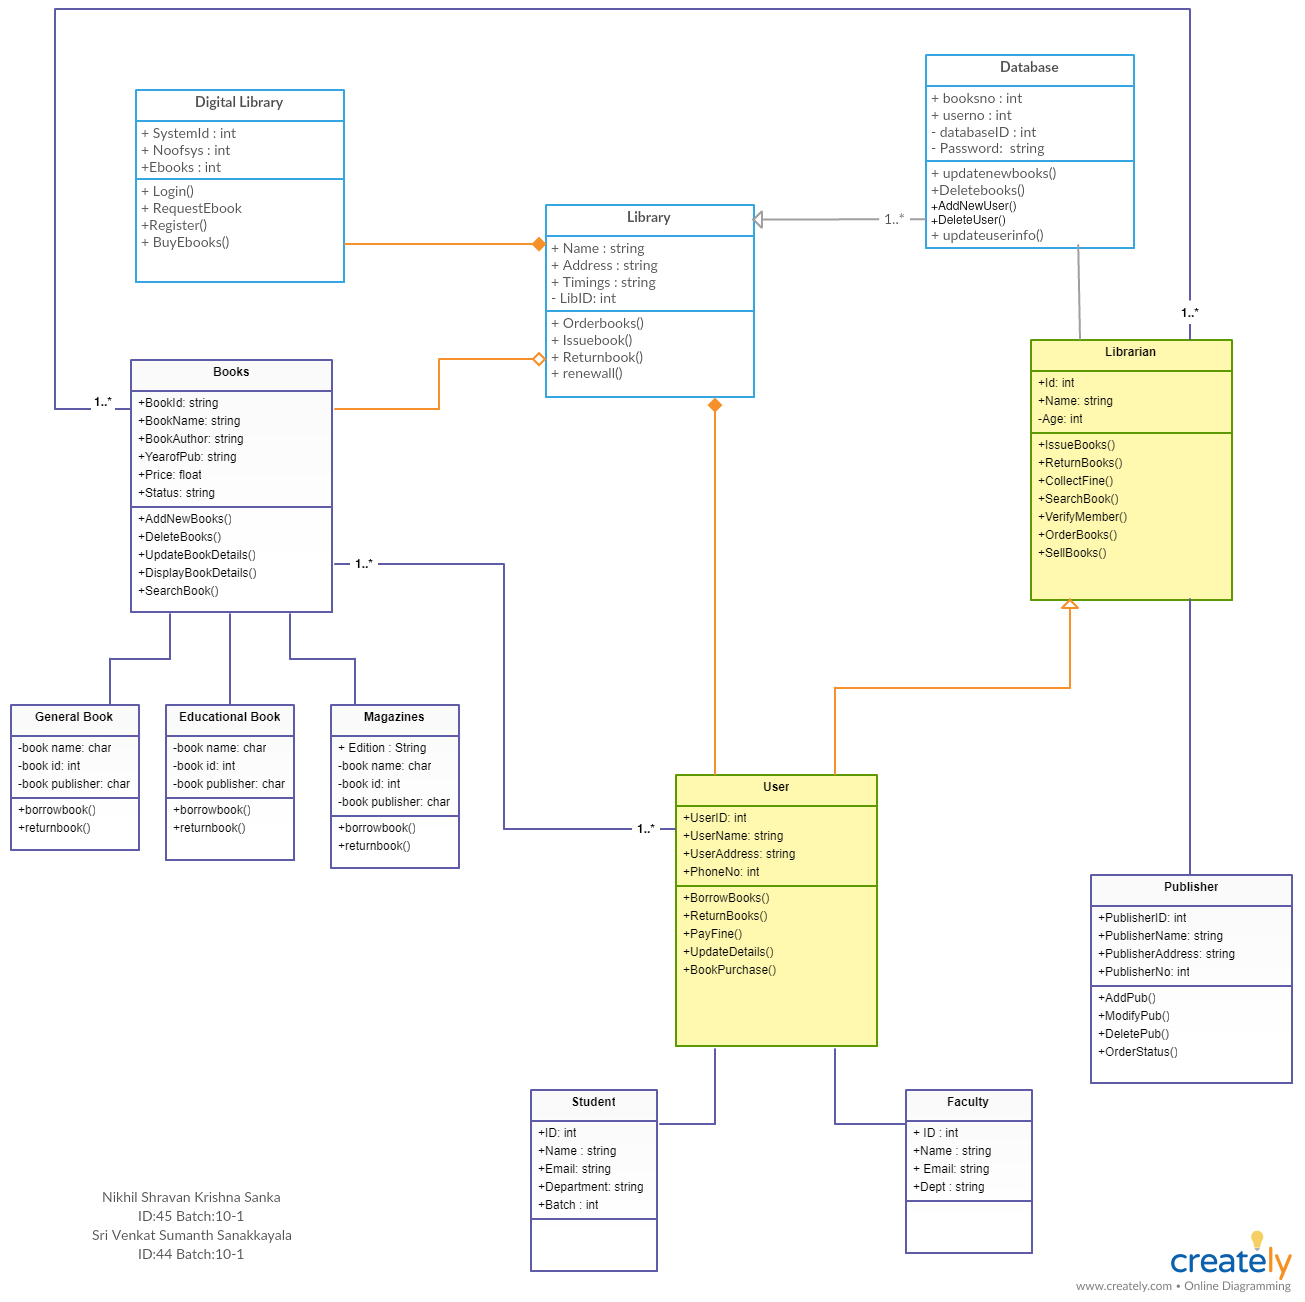 Digital Library
+ SystemId : int
+ Noofsys : int
+Ebooks : int
+ Login()
+ RequestEbook
+Register()
+ BuyEbooks()
Database
+ booksno : int
+ userno : int
- databaseID : int
- Password:  string
+ updatenewbooks()
+Deletebooks()
+AddNewUser()
+DeleteUser()
+ updateuserinfo()
Library
+ Name : string
+ Address : string
+ Timings : string
- LibID: int
+ Orderbooks()
+ Issuebook()
+ Returnbook()
+ renewall()
1..*
1..*
Librarian
+Id: int
+Name: string
-Age: int
+IssueBooks()
+ReturnBooks()
+CollectFine()
+SearchBook()
+VerifyMember()
+OrderBooks()
+SellBooks()
1..*
Books
+BookId: string
+BookName: string
+BookAuthor: string
+YearofPub: string
+Price: float
+Status: string
+AddNewBooks()
+DeleteBooks()
+UpdateBookDetails()
+DisplayBookDetails()
+SearchBook()
1..*
General Book
-book name: char
-book id: int
-book publisher: char
+borrowbook()
+returnbook()
Educational Book
-book name: char
-book id: int
-book publisher: char
+borrowbook()
+returnbook()
Magazines
+ Edition : String
-book name: char
-book id: int
-book publisher: char
+borrowbook()
+returnbook()
1..*
User
+UserID: int
+UserName: string
+UserAddress: string
+PhoneNo: int
+BorrowBooks()
+ReturnBooks()
+PayFine()
+UpdateDetails()
+BookPurchase()
Publisher
+PublisherID: int
+PublisherName: string
+PublisherAddress: string
+PublisherNo: int
+AddPub()
+ModifyPub()
+DeletePub()
+OrderStatus()
Student
+ID: int
+Name : string
+Email: string
+Department: string
+Batch : int
Faculty
+ ID : int
+Name : string
+ Email: string
+Dept : string
Nikhil Shravan Krishna Sanka
ID:45 Batch:10-1
Sri Venkat Sumanth Sanakkayala
ID:44 Batch:10-1
creately
www.creately.com • Online Diagramming